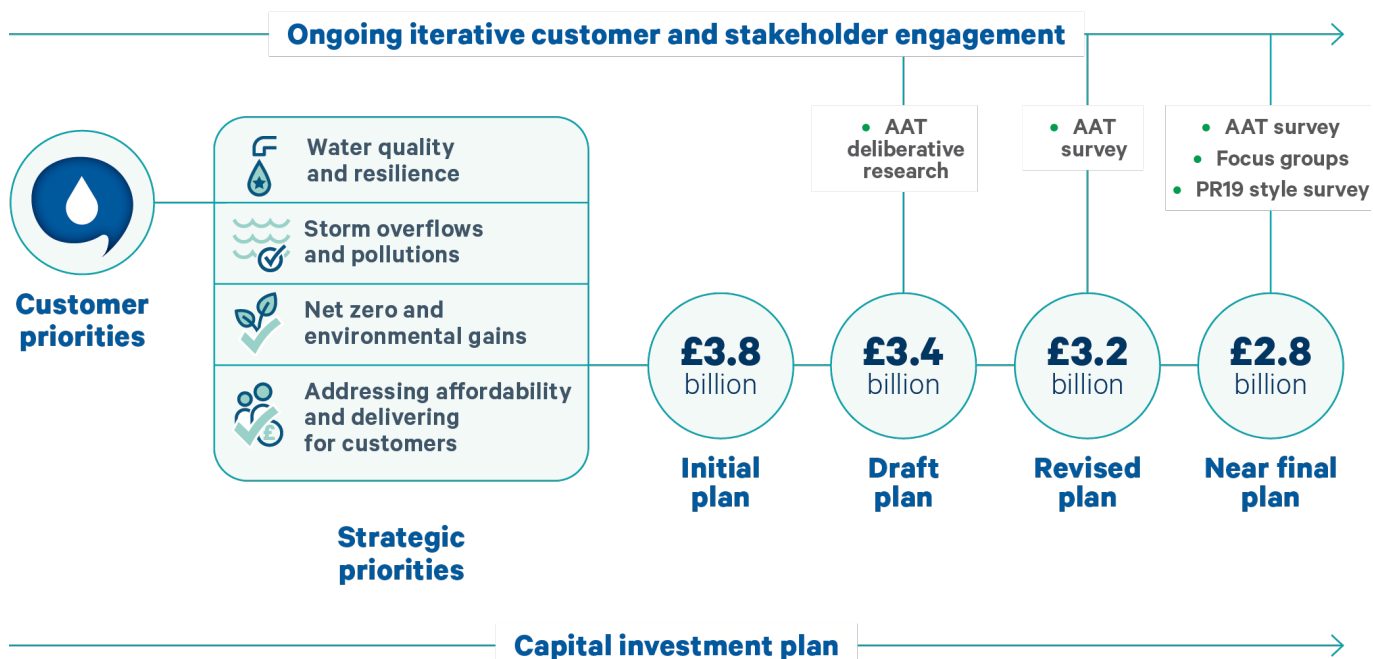 Ongoing iterative customer and stakeholder engagement
• AAT
deliberative
research
• AAT
survey
• AAT survey
• Focus groups
• PR19 style survey
Customer
priorities
Water quality
and resilience
Storm overflows
and pollutions
Net zero and
environmental gains
Addressing affordability
and delivering
for customers
£
Strategic
priorities
£3.8
billion
Initial
plan
£3.4
billion
Draft
plan
£3.2
billion
Revised
plan
£2.8
billion
Near final
plan
Capital investment plan